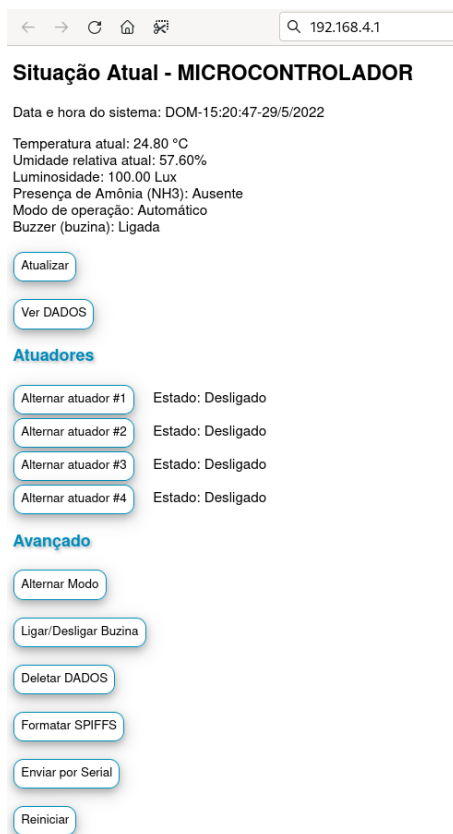 192.168.4.1
Situação Atual - MICROCONTROLADOR
Data e hora do sistema: DOM-15:20:47-29/5/2022
Temperatura atual: 24.80 °C
Umidade relativa atual: 57.60%
Luminosidade: 100.00 Lux
Presença de Amônia (NH3): Ausente
Modo de operação: Automático
Buzzer (buzina): Ligada
Atualizar
Ver DADOS
Atuadores
Alternar atuador #1 Estado: Desligado
Alternar atuador #2 Estado: Desligado
Alternar atuador #3 Estado: Desligado
Alternar atuador #4 Estado: Desligado
Avançado
Alternar Modo
Ligar/Desligar Buzina
Deletar DADOS
Formatar SPIFFS
Enviar por Serial
Reiniciar